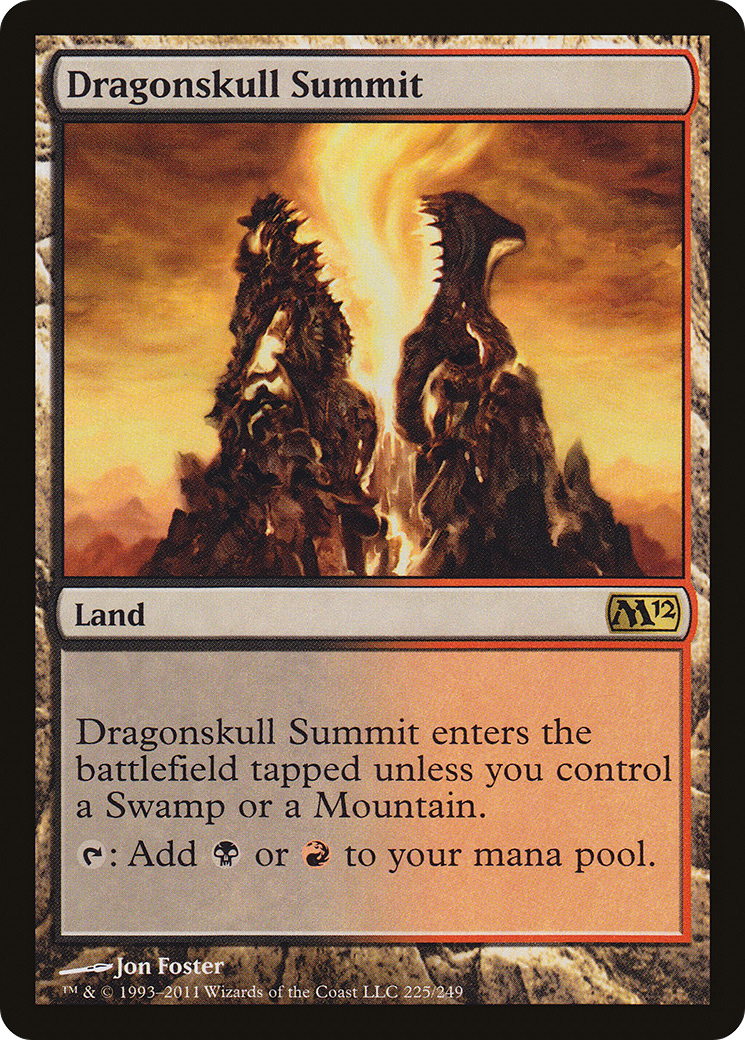 Dragonskull Summit
Land
M12
Dragonskull Summit enters the
battlefield tapped unless you control
a Swamp or a Mountain.
: Add or to your mana pool.
Jon Foster
™ & © 1993–2011 Wizards of the Coast LLC 225/249